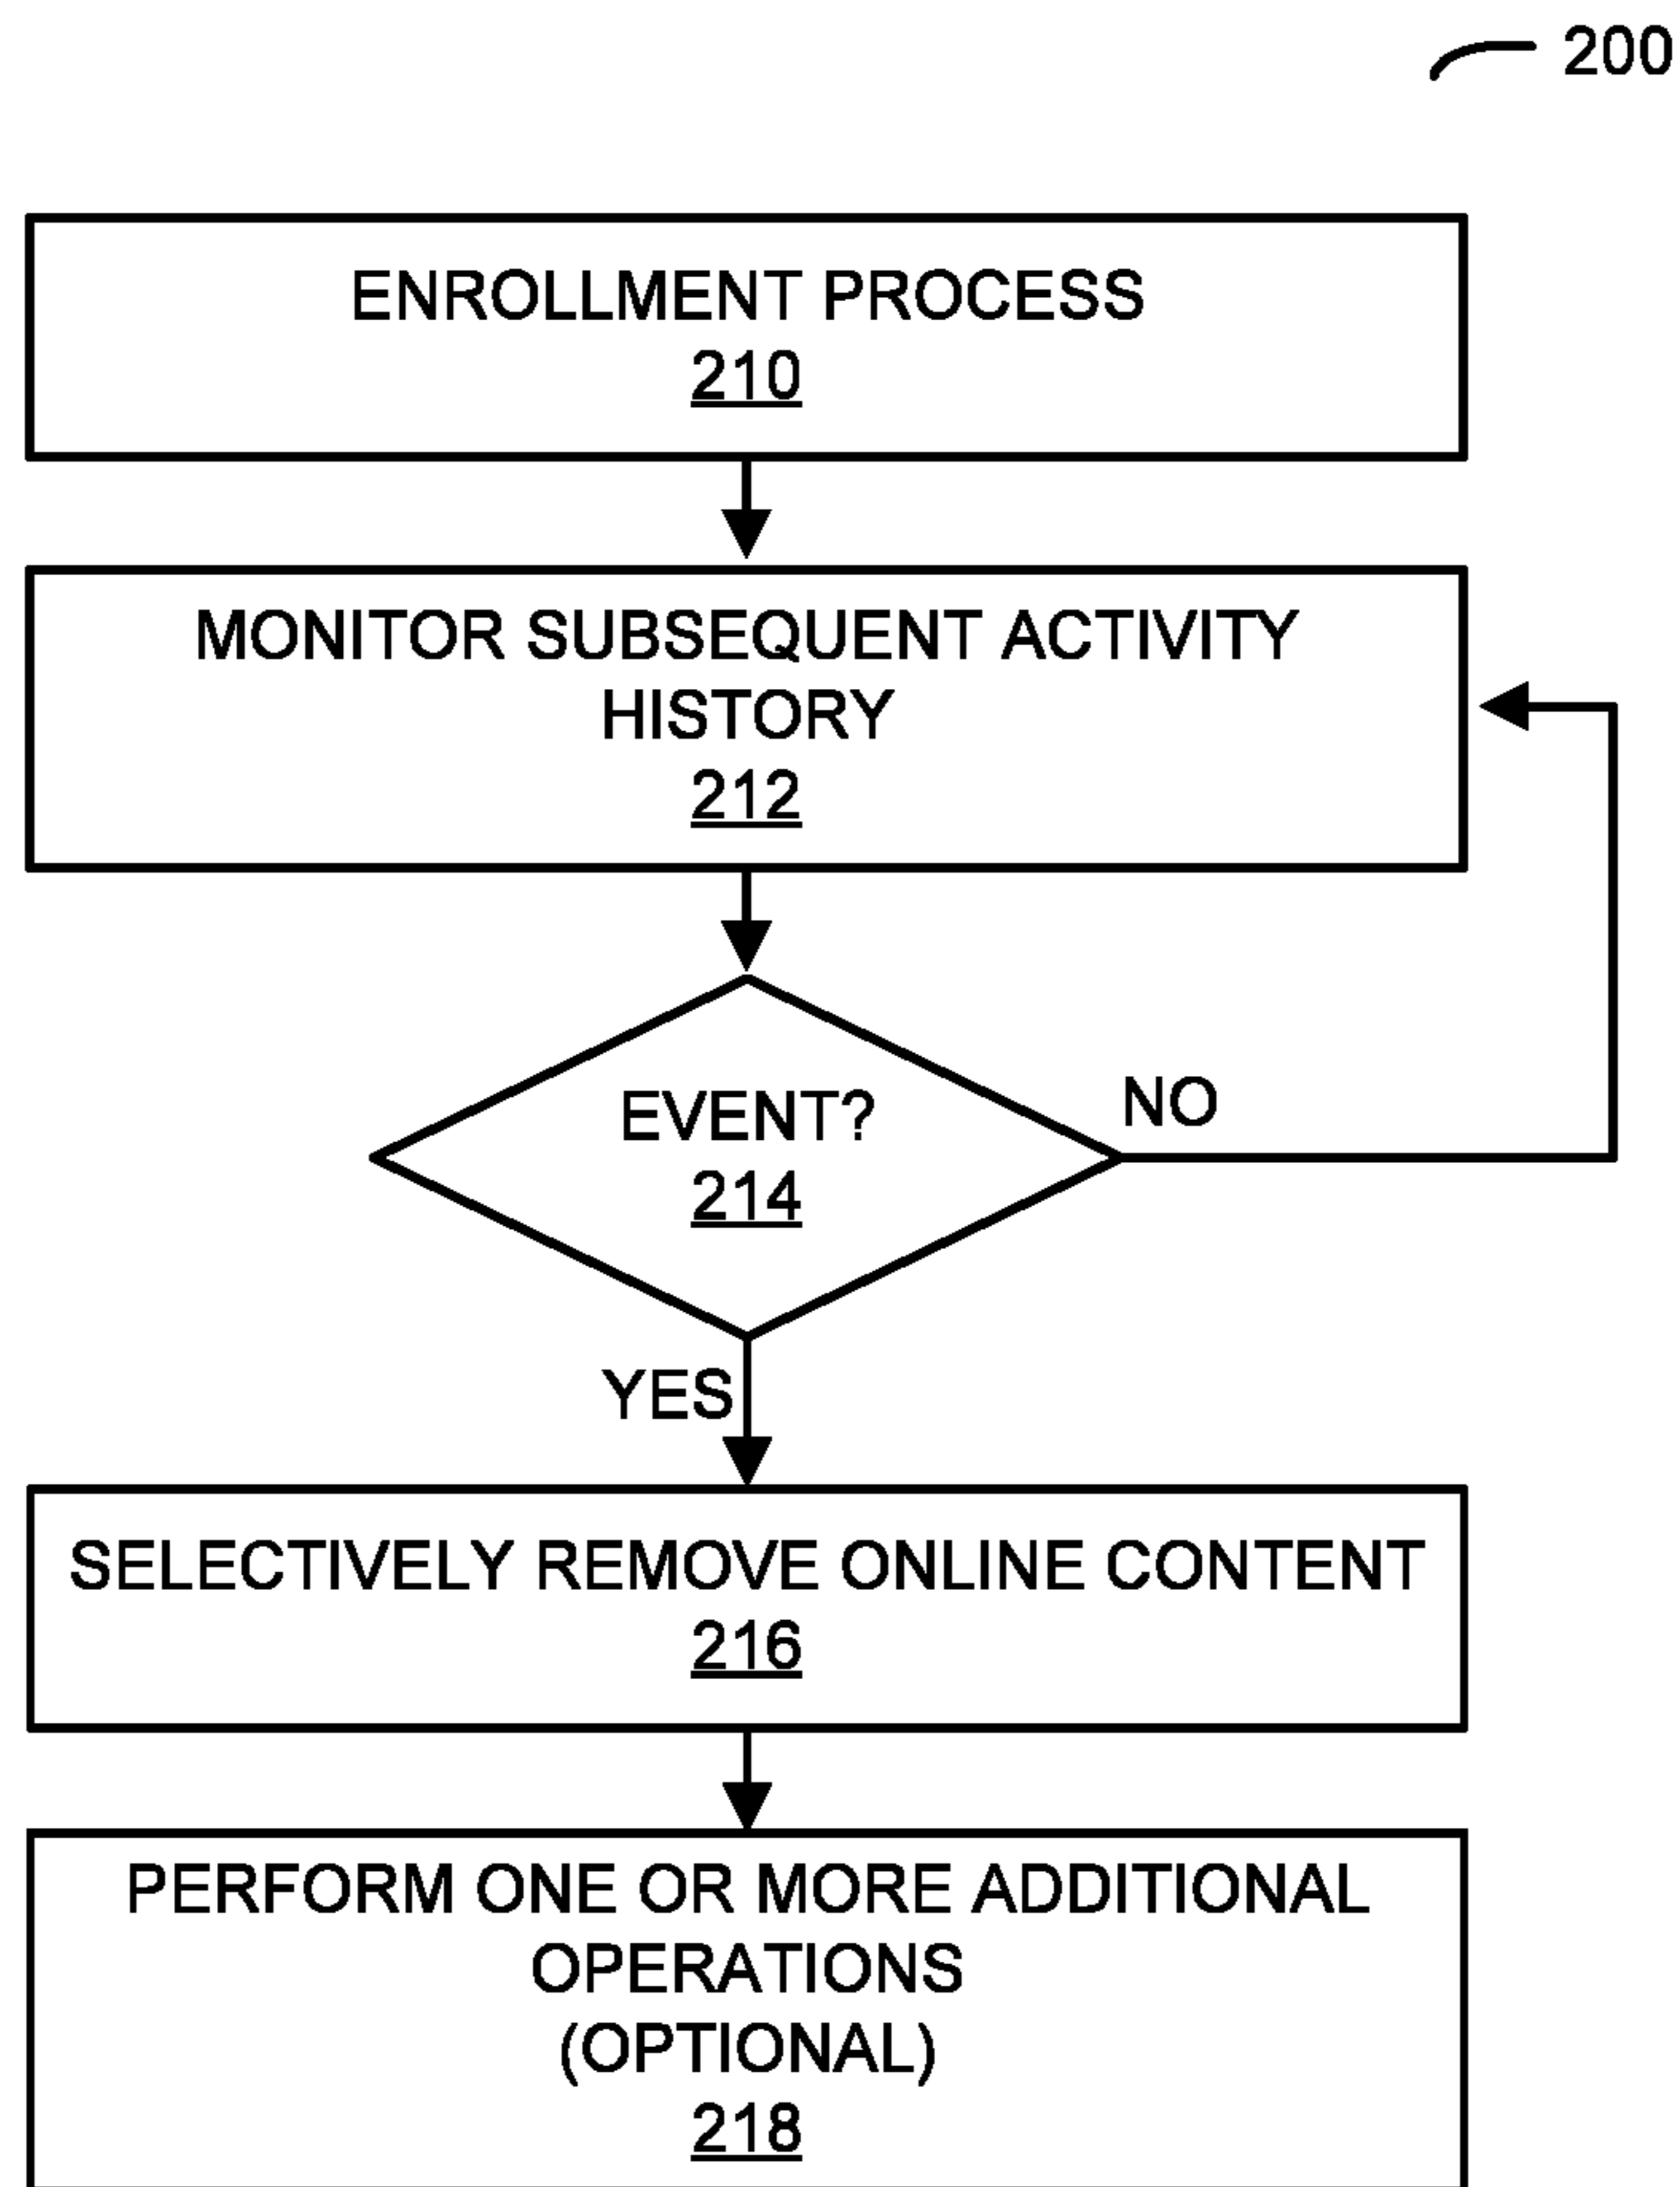 200
ENROLLMENT PROCESS
210
MONITOR SUBSEQUENT ACTIVITY
HISTORY
212
EVENT?
214
NO
YES
SELECTIVELY REMOVE ONLINE CONTENT
216
PERFORM ONE OR MORE ADDITIONAL
OPERATIONS
(OPTIONAL)
218